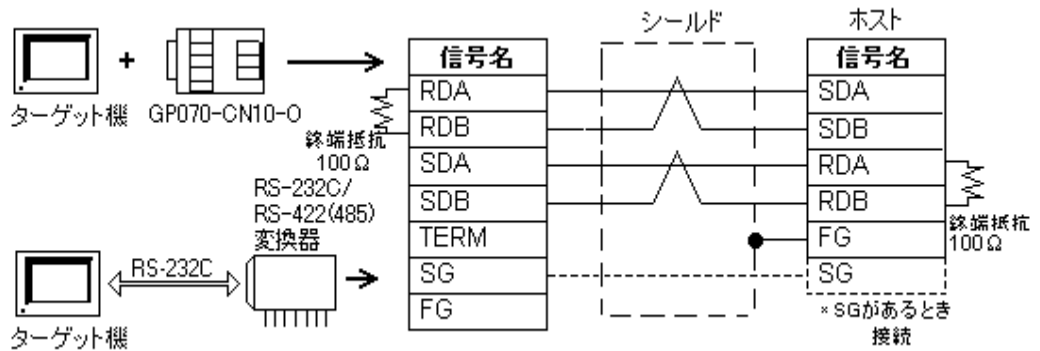 シールド
ホスト
ターゲット機
+
GP070-CN10-O
終端抵抗
100Ω
信号名
RDA
RDB
SDA
SDB
TERM
SG
FG
信号名
SDA
SDB
RDA
RDB
FG
SG
終端抵抗
100Ω
*SGがあるとき
接続
RS-232C/
RS-422(485)
変換器
RS-232C
ターゲット機